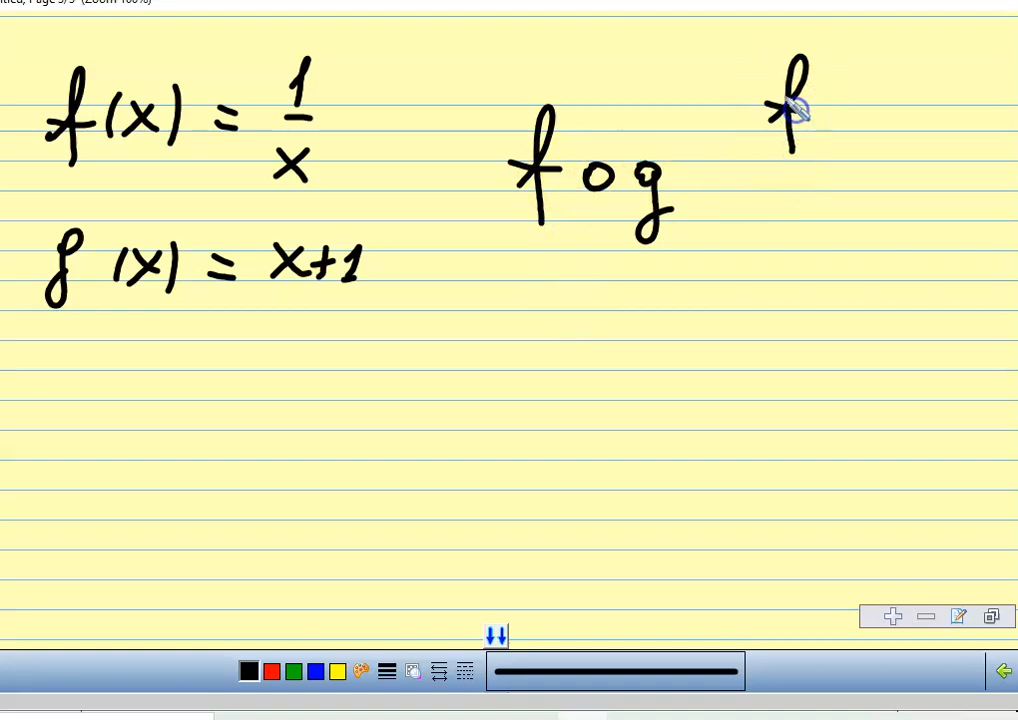 f(x) = 1/x
f o g
f
g(x) = x+1